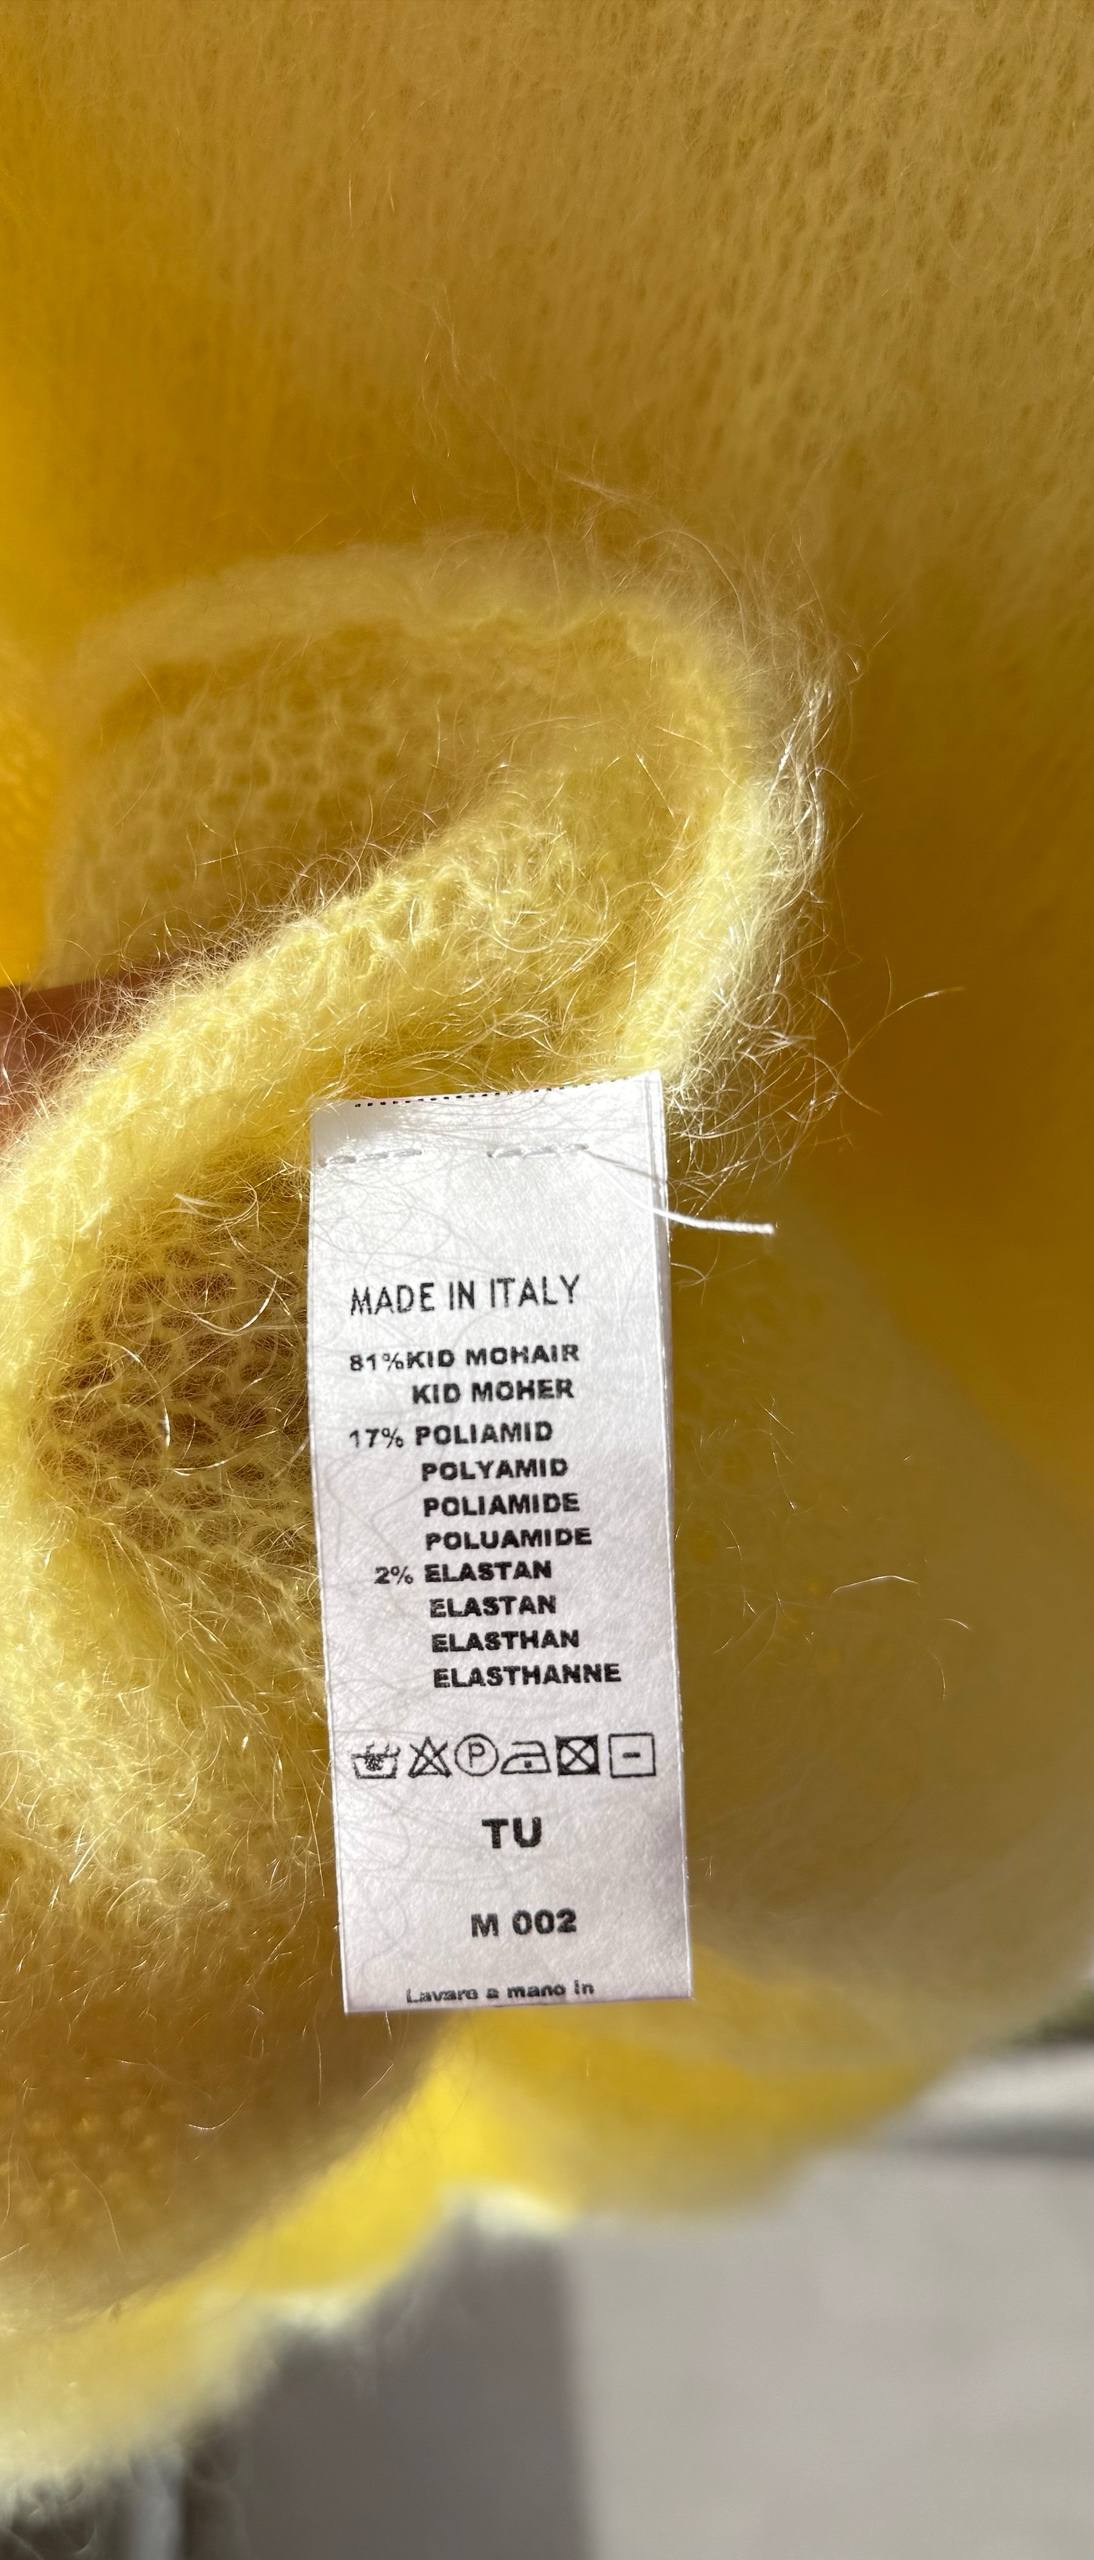 MADE IN ITALY
81%KID MOHAIR
KID MOHER
17% POLIAMID
POLYAMID
POLIAMIDE
POLUAMIDE
2% ELASTAN
ELASTAN
ELASTHAN
ELASTHANNE
P
TU
M 002
Lavare a mano in